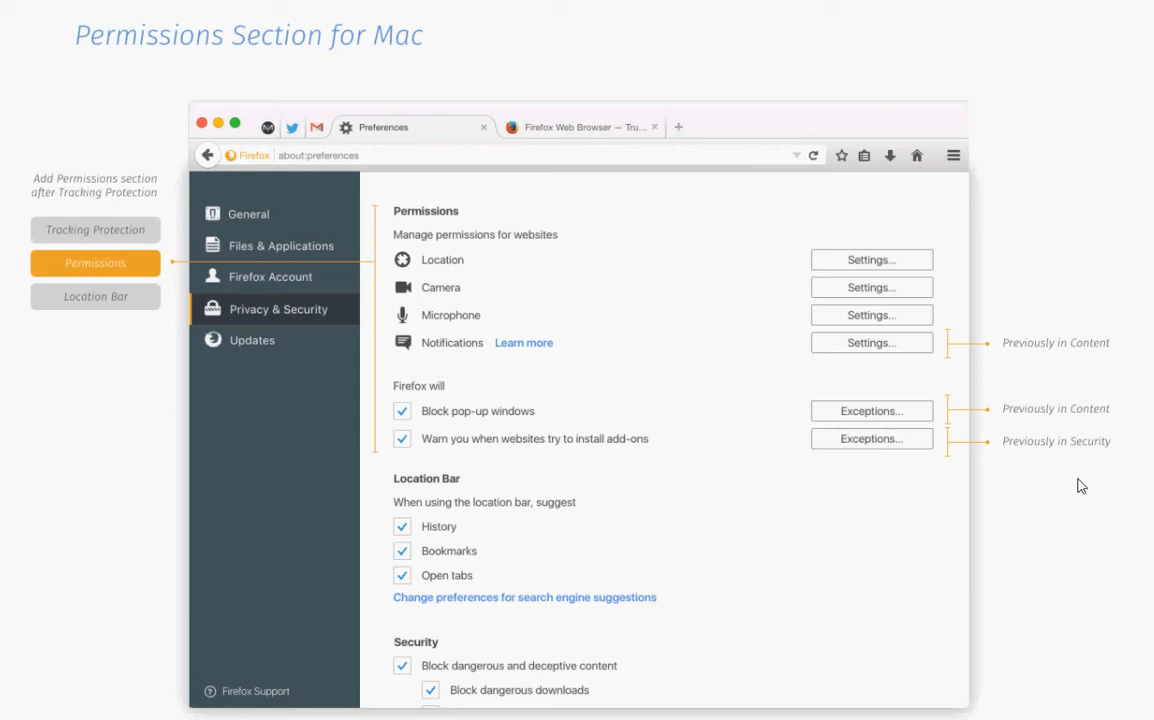 Permissions Section for Mac
Preferences
Firefox Web Browser — Tru...
Firefox
about:preferences
Add Permissions section
after Tracking Protection
Tracking Protection
Permissions
Location Bar
General
Files & Applications
Firefox Account
Privacy & Security
Updates
Firefox Support
Permissions
Manage permissions for websites
Location Settings...
Camera Settings...
Microphone Settings...
Notifications Learn more Settings...
Previously in Content
Firefox will
Block pop-up windows Exceptions...
Previously in Content
Warn you when websites try to install add-ons Exceptions...
Previously in Security
Location Bar
When using the location bar, suggest
History
Bookmarks
Open tabs
Change preferences for search engine suggestions
Security
Block dangerous and deceptive content
Block dangerous downloads